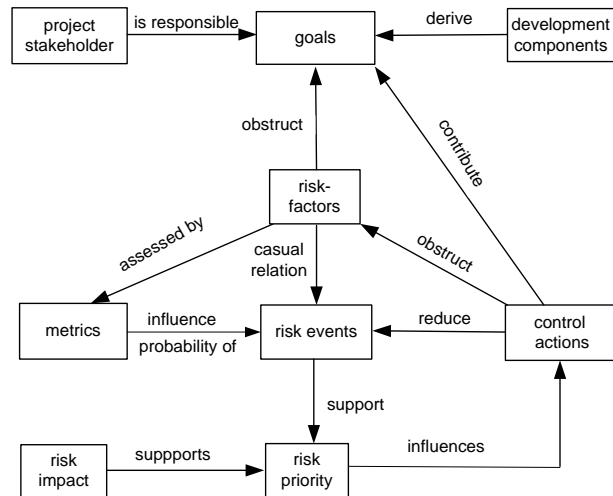 project
stakeholder
is responsible
goals
derive
development
components
obstruct
contribute
risk-
factors
assessed by
casual
relation
obstruct
metrics
influence
probability of
risk events
reduce
control
actions
support
risk
impact
suppports
risk
priority
influences